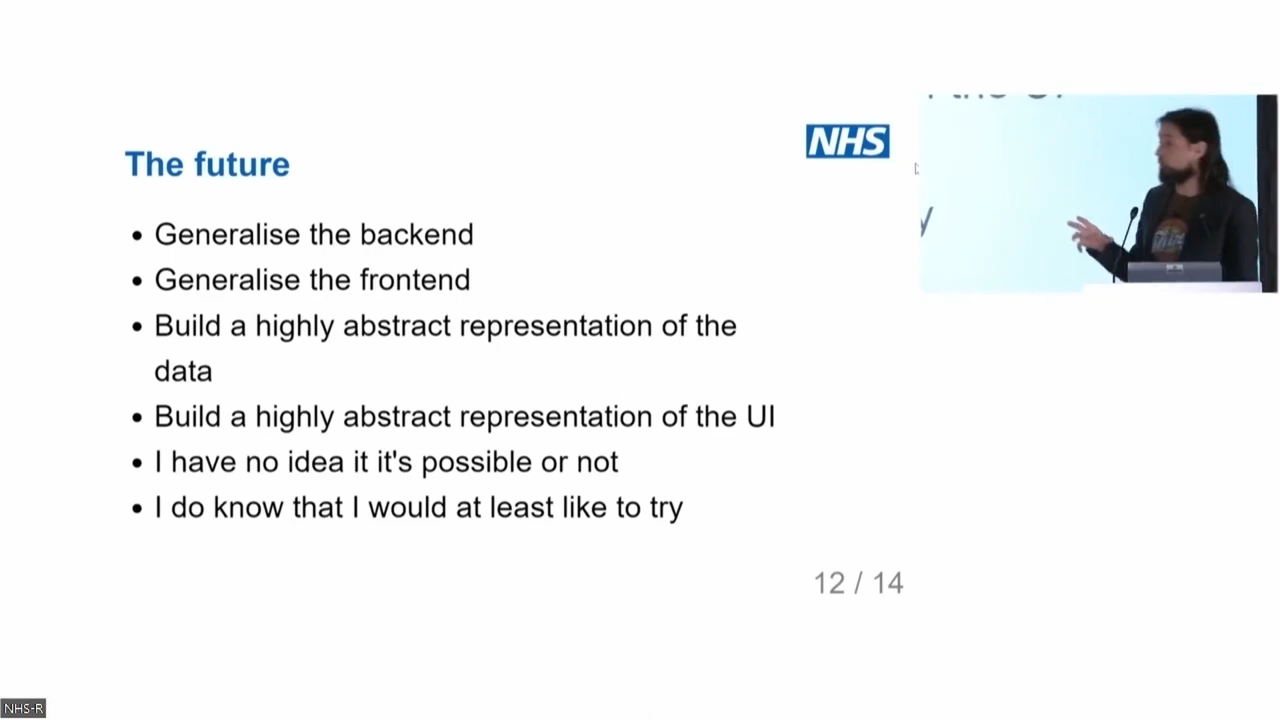 NHS
The future
• Generalise the backend
• Generalise the frontend
• Build a highly abstract representation of the
data
• Build a highly abstract representation of the UI
• I have no idea it it's possible or not
• I do know that I would at least like to try
12 / 14
NHS-R